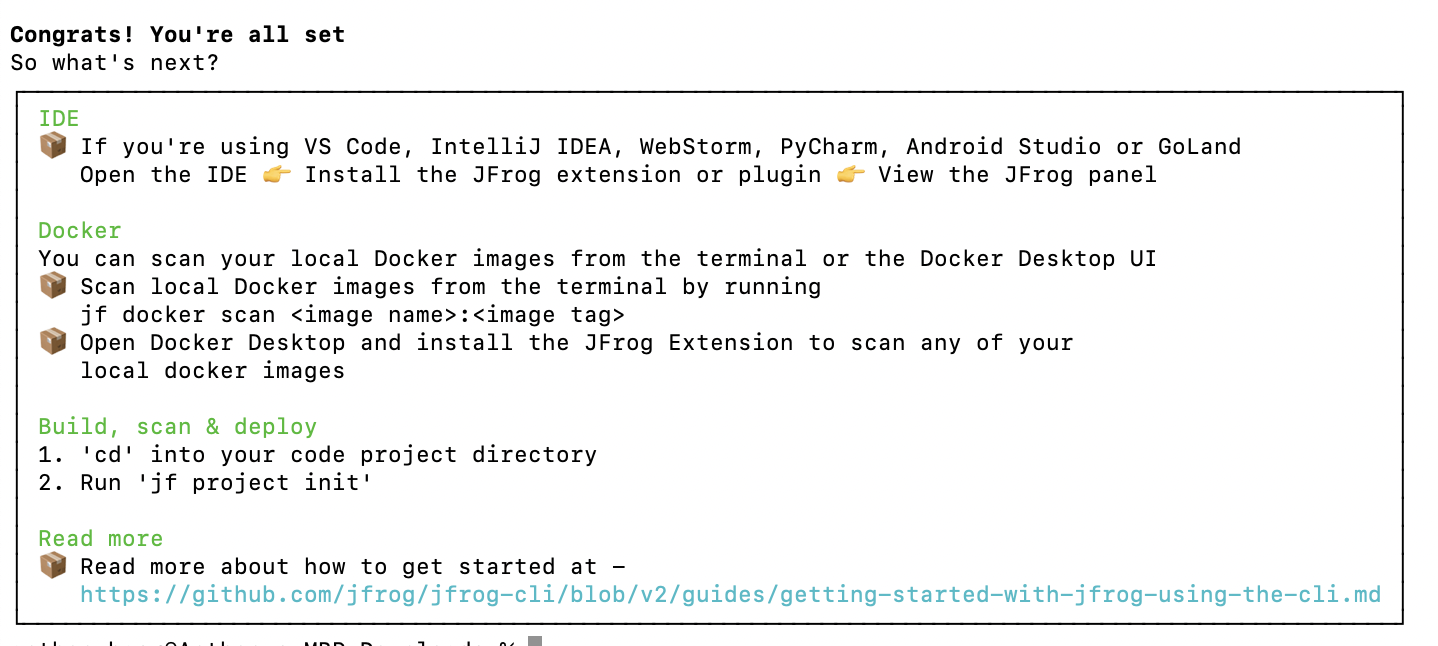 Congrats! You're all set
So what's next?
IDE
📦 If you're using VS Code, IntelliJ IDEA, WebStorm, PyCharm, Android Studio or GoLand
Open the IDE 👉 Install the JFrog extension or plugin 👉 View the JFrog panel
Docker
You can scan your local Docker images from the terminal or the Docker Desktop UI
📦 Scan local Docker images from the terminal by running
jf docker scan <image name>:<image tag>
📦 Open Docker Desktop and install the JFrog Extension to scan any of your
local docker images
Build, scan & deploy
1. 'cd' into your code project directory
2. Run 'jf project init'
Read more
📦 Read more about how to get started at -
https://github.com/jfrog/jfrog-cli/blob/v2/guides/getting-started-with-jfrog-using-the-cli.md